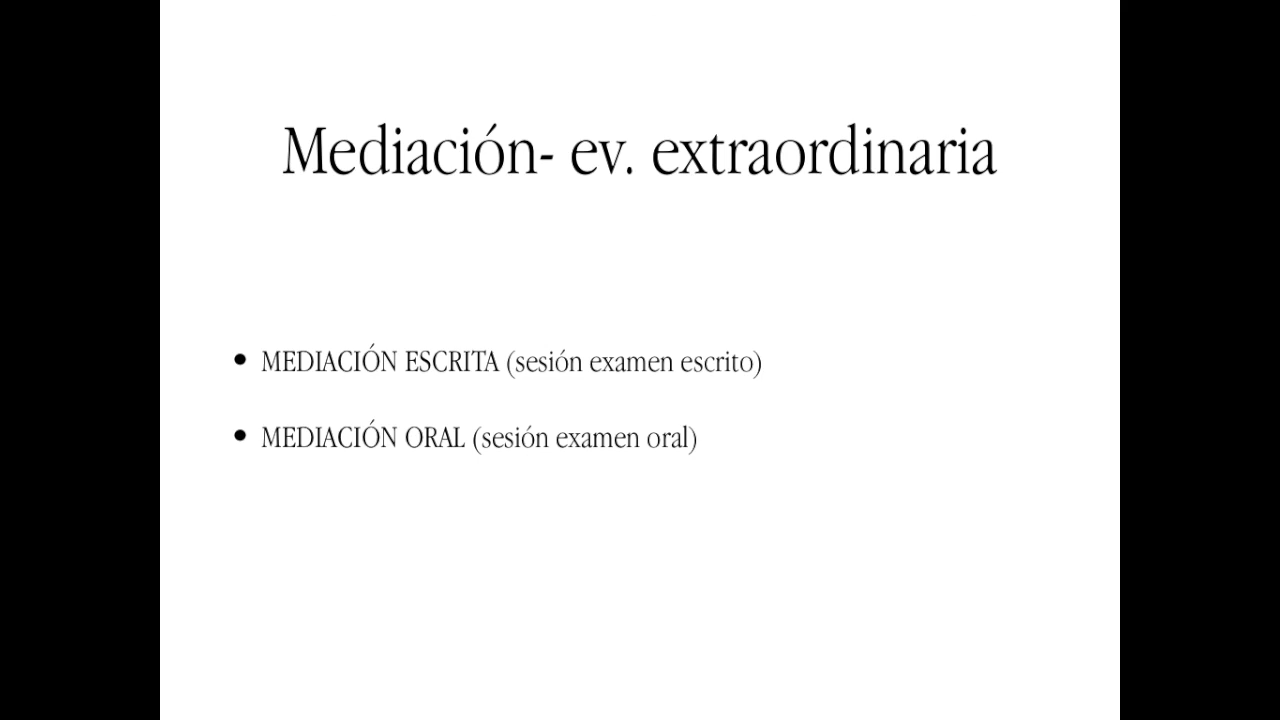 Mediación- ev. extraordinaria
• MEDIACIÓN ESCRITA (sesión examen escrito)
• MEDIACIÓN ORAL (sesión examen oral)